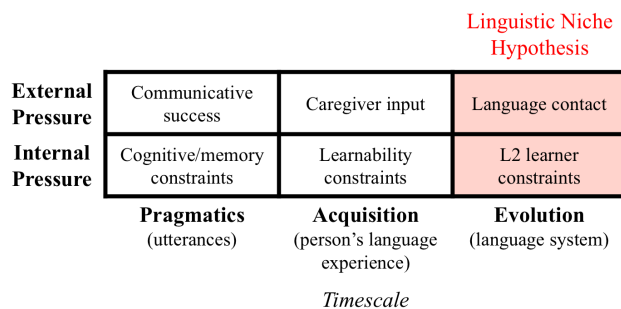 Linguistic Niche
Hypothesis
External
Pressure
Communicative
success
Caregiver input
Language contact
Internal
Pressure
Cognitive/memory
constraints
Learnability
constraints
L2 learner
constraints
Pragmatics
(utterances)
Acquisition
(person’s language
experience)
Evolution
(language system)
Timescale